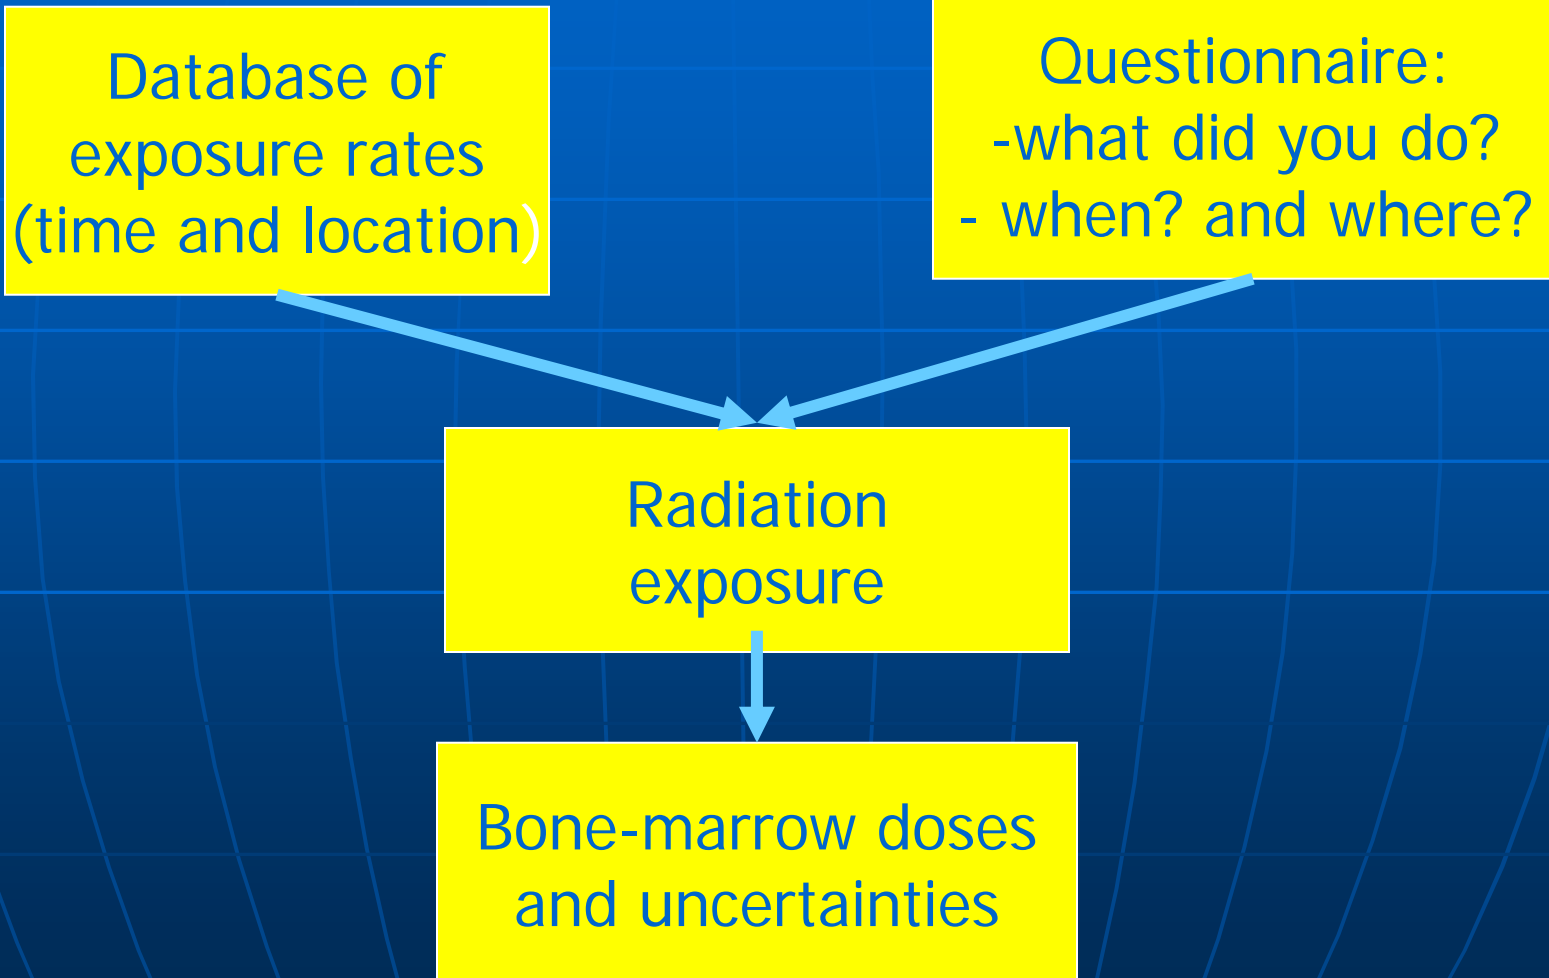 Database of
exposure rates
(time and location)
Questionnaire:
-what did you do?
- when? and where?
Radiation
exposure
Bone-marrow doses
and uncertainties